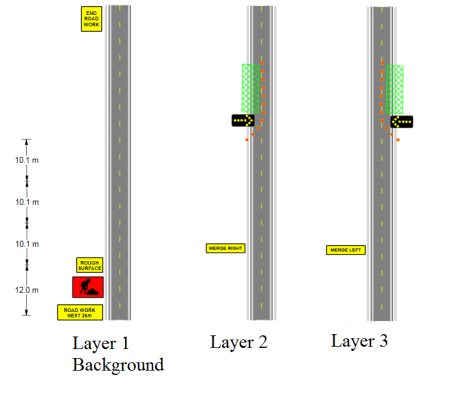 END
ROAD
WORK
10.1 m
10.1 m
10.1 m
12.0 m
ROUGH
SURFACE
ROAD WORK
NEXT 2km
MERGE RIGHT
MERGE LEFT
Layer 1
Background
Layer 2
Layer 3